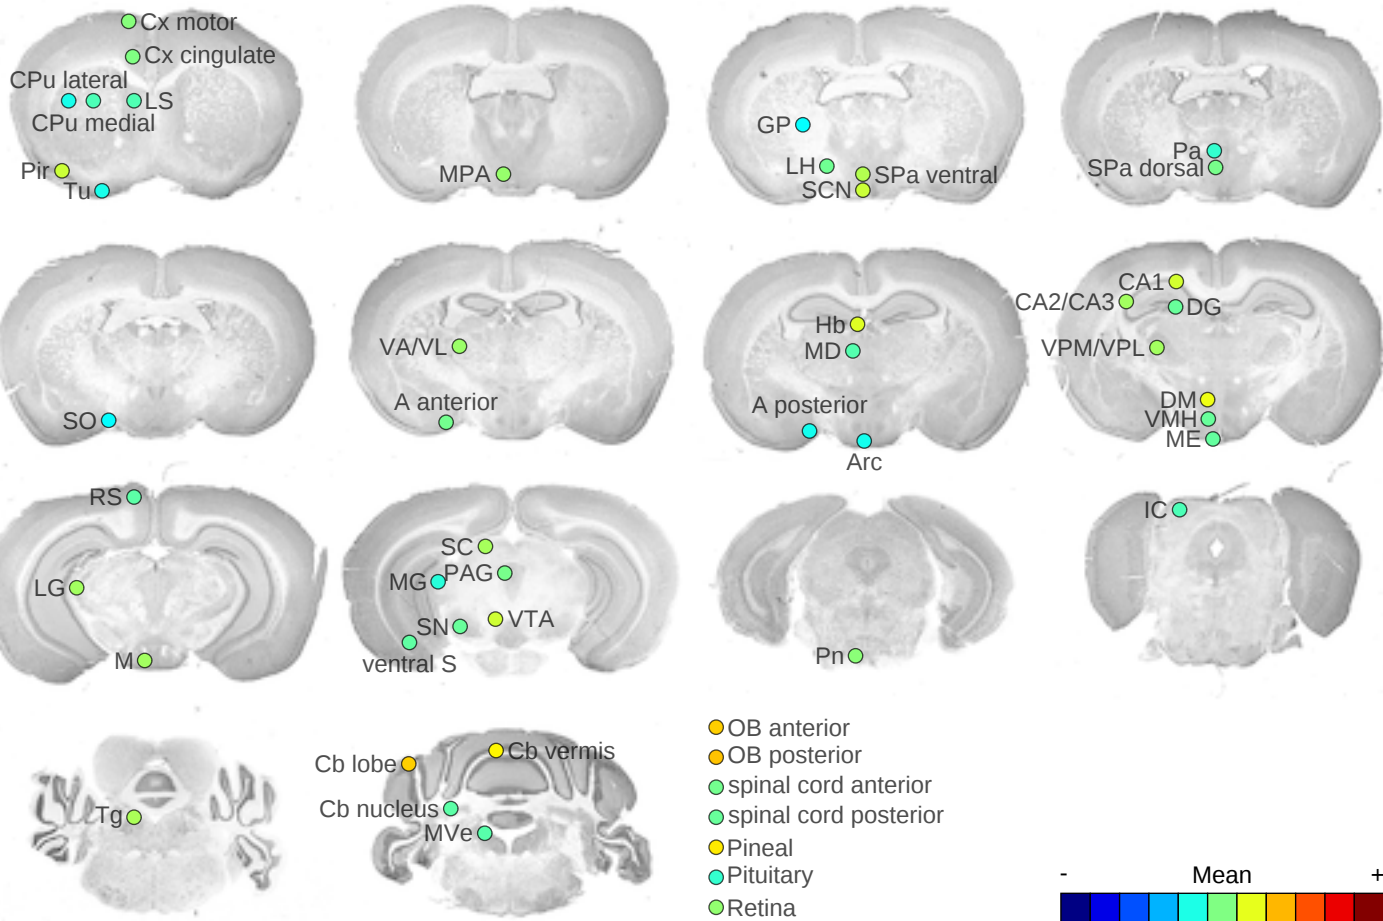 Cx motor
Cx cingulate
CPu lateral
LS
CPu medial
Pir
Tu
MPA
GP
LH
SPa ventral
SCN
Pa
SPa dorsal
SO
VA/VL
A anterior
Hb
MD
A posterior
Arc
CA1
CA2/CA3
DG
VPM/VPL
DM
VMH
ME
RS
LG
M
SC
PAG
MG
VTA
SN
ventral S
Pn
IC
Tg
Cb vermis
Cb lobe
Cb nucleus
MVe
OB anterior
OB posterior
spinal cord anterior
spinal cord posterior
Pineal
Pituitary
Retina
- Mean +